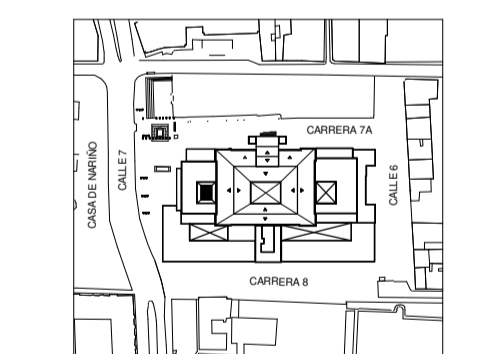 CARRERA 7A
CASA DE NARIÑO
CALLE 7
CALLE 6
CARRERA 8